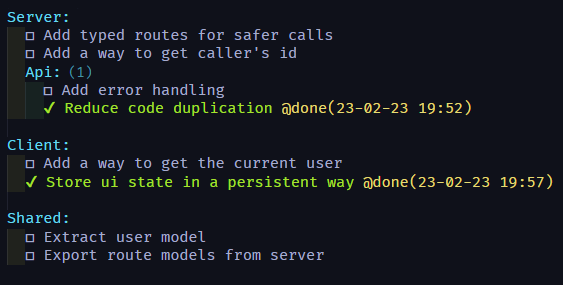 Server:
☐ Add typed routes for safer calls
☐ Add a way to get caller's id
Api: (1)
☐ Add error handling
✔ Reduce code duplication @done(23-02-23 19:52)
Client:
☐ Add a way to get the current user
✔ Store ui state in a persistent way @done(23-02-23 19:57)
Shared:
☐ Extract user model
☐ Export route models from server